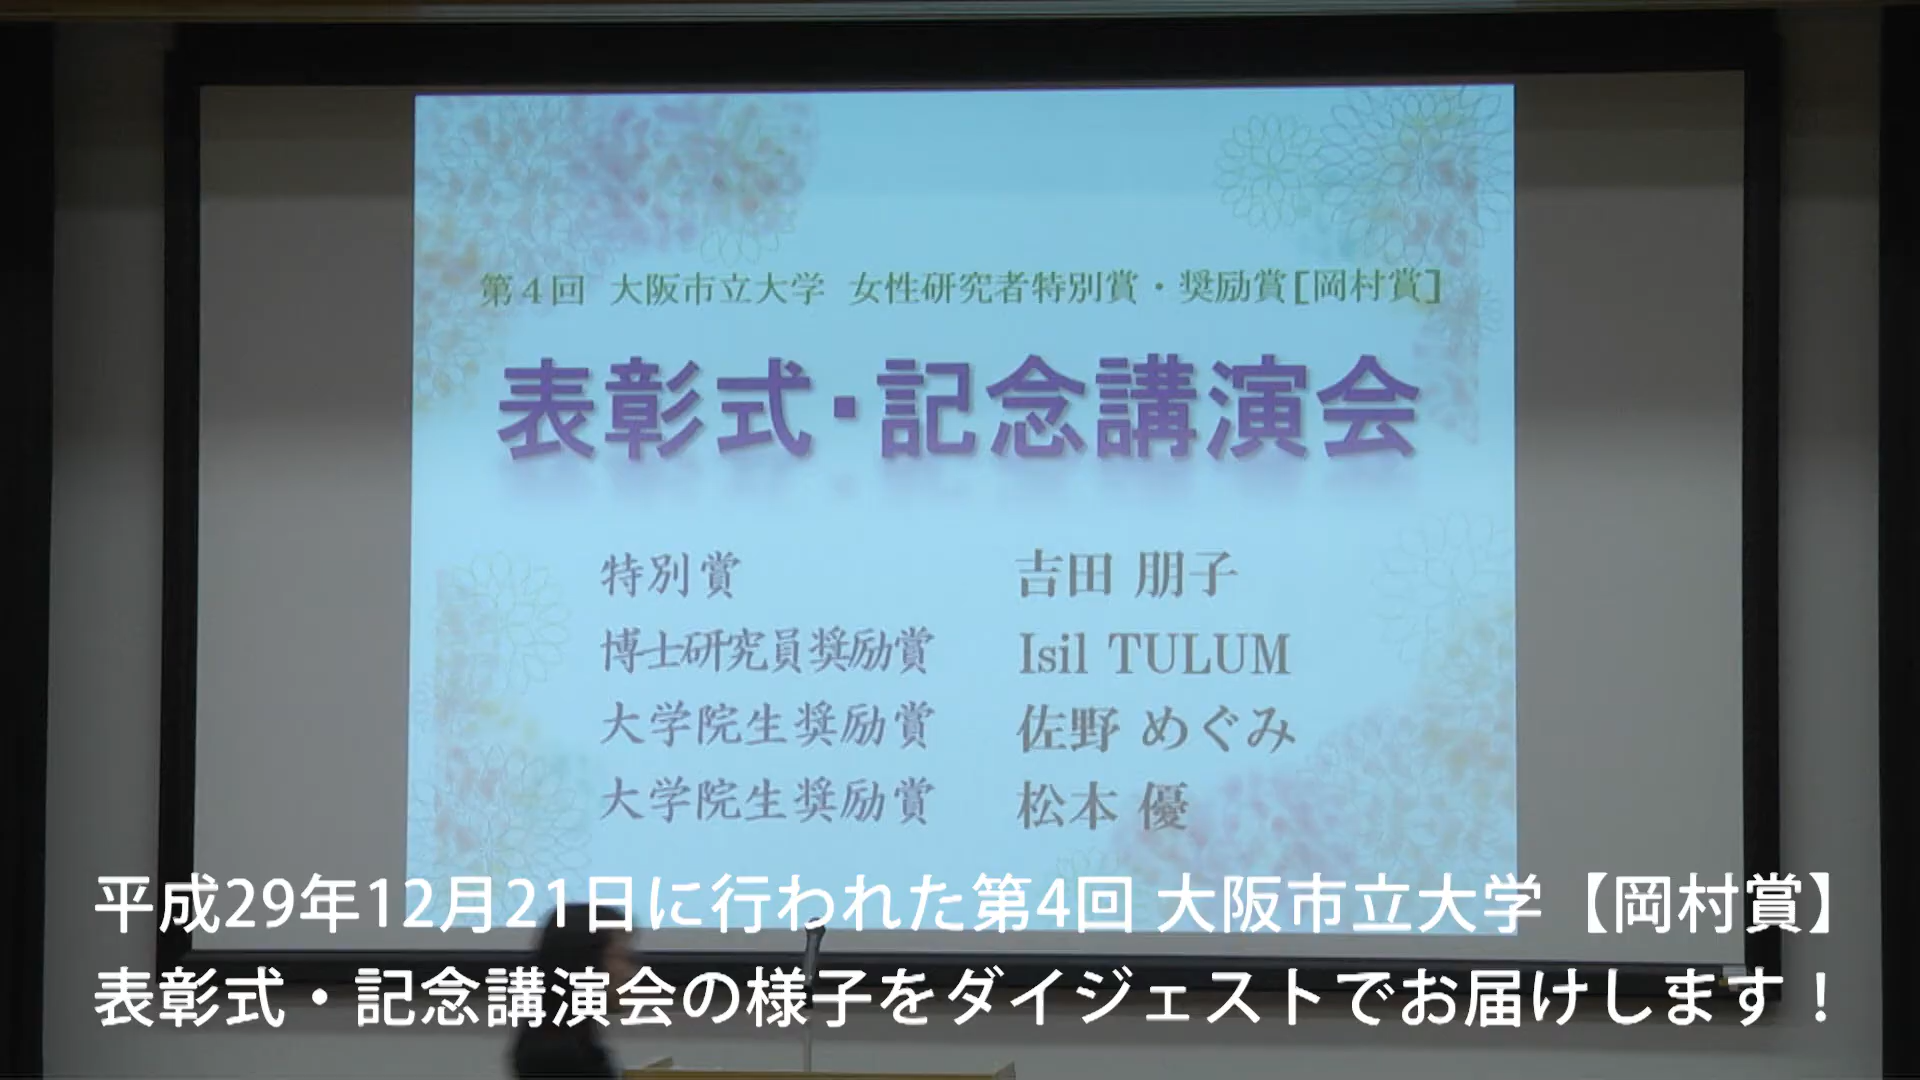 第4回 大阪市立大学 女性研究者特別賞・奨励賞[岡村賞]
表彰式・記念講演会
特別賞 吉田 朋子
博士研究員奨励賞 Isil TULUM
大学院生奨励賞 佐野 めぐみ
大学院生奨励賞 松本 優
平成29年12月21日に行われた第4回 大阪市立大学【岡村賞】
表彰式・記念講演会の様子をダイジェストでお届けします！